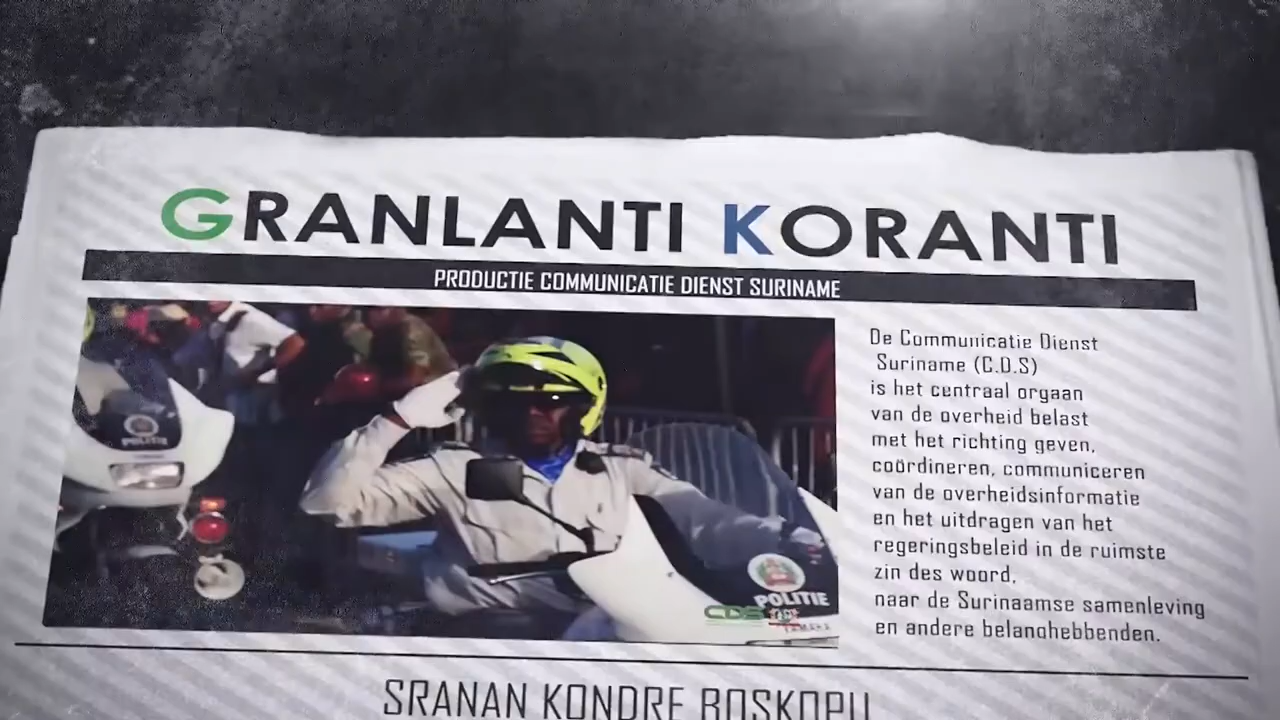 GRANLANTI KORANTI
PRODUCTIE COMMUNICATIE DIENST SURINAME
De Communicatie Dienst
Suriname (C.D.S)
is het centraal orgaan
van de overheid belast
met het richting geven,
coördineren, communiceren
van de overheidsinformatie
en het uitdragen van het
regeringsbeleid in de ruimste
zin des woord,
naar de Surinaamse samenleving
en andere belanghebbenden.
POLITIE
POLITIE
CDS
YAMAHA
SRANAN KONDRE BOSKOPU